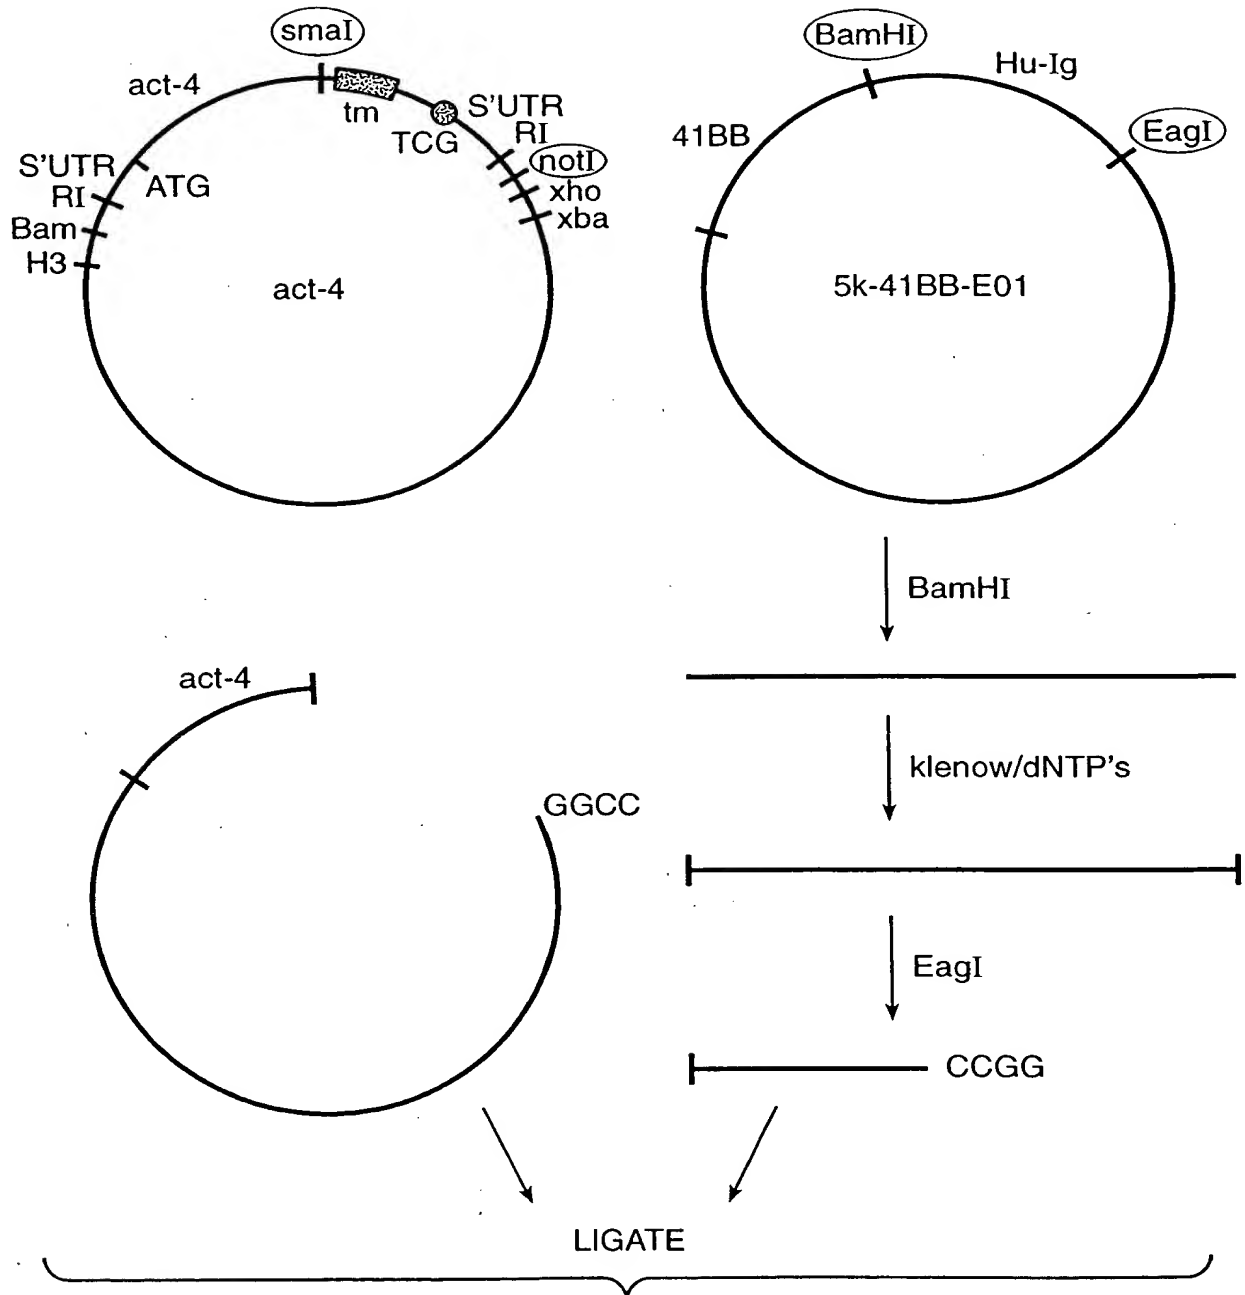 smaI
act-4
tm
S'UTR
RI
TCG
notI
xho
xba
S'UTR
RI
ATG
Bam
H3
act-4
BamHI
Hu-Ig
41BB
EagI
5k-41BB-E01
BamHI
act-4
klenow/dNTP's
GGCC
EagI
CCGG
LIGATE